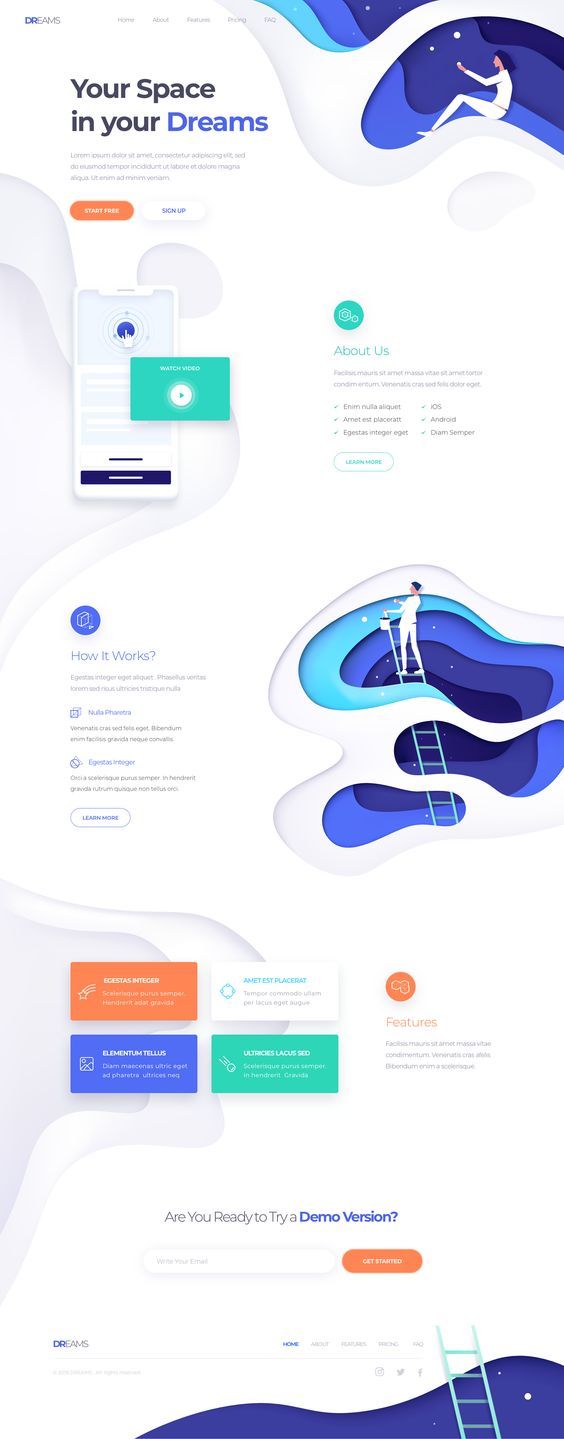 DREAMS
Home About Features Pricing FAQ
Your Space
in your Dreams
Lorem ipsum dolor sit amet, consectetur adipiscing elit, sed
do eiusmod tempor incididunt ut labore et dolore magna
aliqua. Ut enim ad minim veniam.
START FREE
SIGN UP
WATCH VIDEO
About Us
Facilisis mauris sit amet massa vitae sit amet tortor
condim entum. Venenatis cras sed felis dolor eget.
Enim nulla aliquet
iOS
Amet est placeratt
Android
Egestas integer eget
Diam Semper
LEARN MORE
How It Works?
Egestas integer eget aliquet . Phasellus veritas
lorem sed risus ultricies tristique nulla
Nulla Pharetra
Venenatis cras sed felis eget. Bibendum
enim facilisis gravida neque convallis.
Egestas Integer
Orci a scelerisque purus semper. In hendrerit
gravida rutrum quisque non tellus orci.
LEARN MORE
EGESTAS INTEGER
Scelerisque purus semper.
Hendrerit adat gravida
AMET EST PLACERAT
Tempor commodo ullam
per lacus eget augue
ELEMENTUM TELLUS
Diam maecenas ultric eget
ad pharetra ultrices neq
ULTRICIES LACUS SED
Scelerisque purus semper.
In hendrerit Gravida
Features
Facilisis mauris sit amet massa vitae
condimentum. Venenatis cras afelis
Bibendum enim a scelerisque.
Are You Ready to Try a Demo Version?
Write Your Email
GET STARTED
DREAMS
HOME ABOUT FEATURES PRICING FAQ
All rights reserved